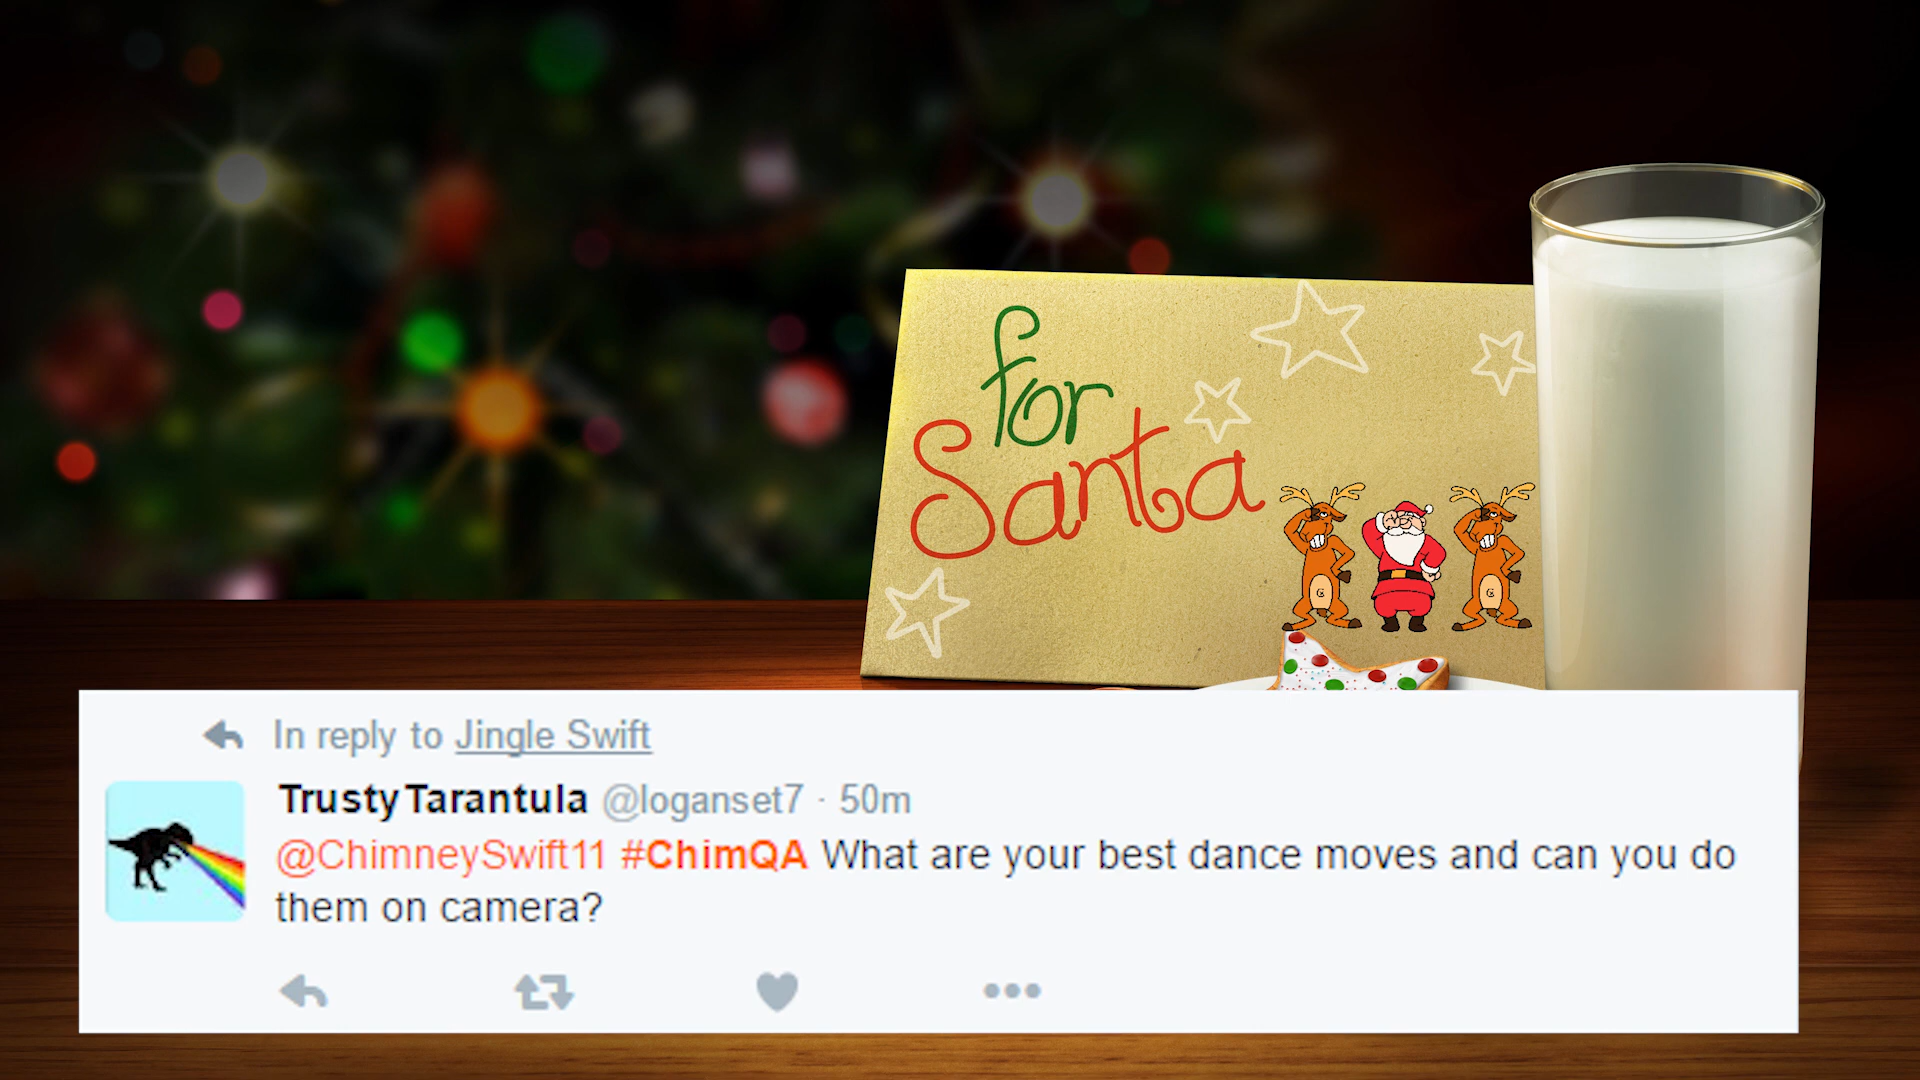 for
Santa
In reply to Jingle Swift
Trusty Tarantula @loganset7 · 50m
@ChimneySwift11 #ChimQA What are your best dance moves and can you do
them on camera?